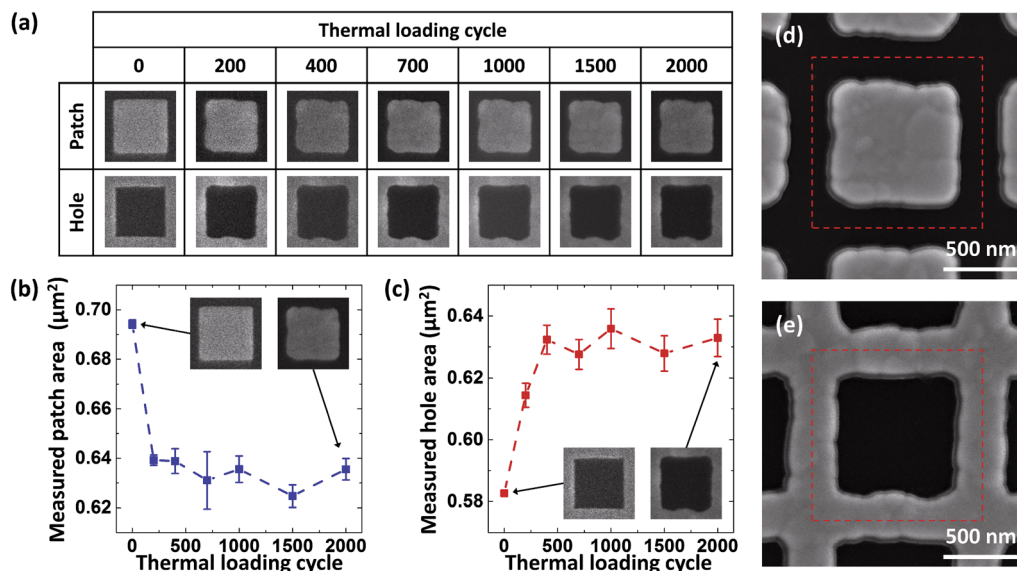 (a)
Thermal loading cycle
0 200 400 700 1000 1500 2000
Patch
Hole
(b)
Measured patch area (μm²)
0.70
0.68
0.66
0.64
0.62
0 500 1000 1500 2000
Thermal loading cycle
(c)
Measured hole area (μm²)
0.64
0.62
0.60
0.58
0 500 1000 1500 2000
Thermal loading cycle
(d)
500 nm
(e)
500 nm